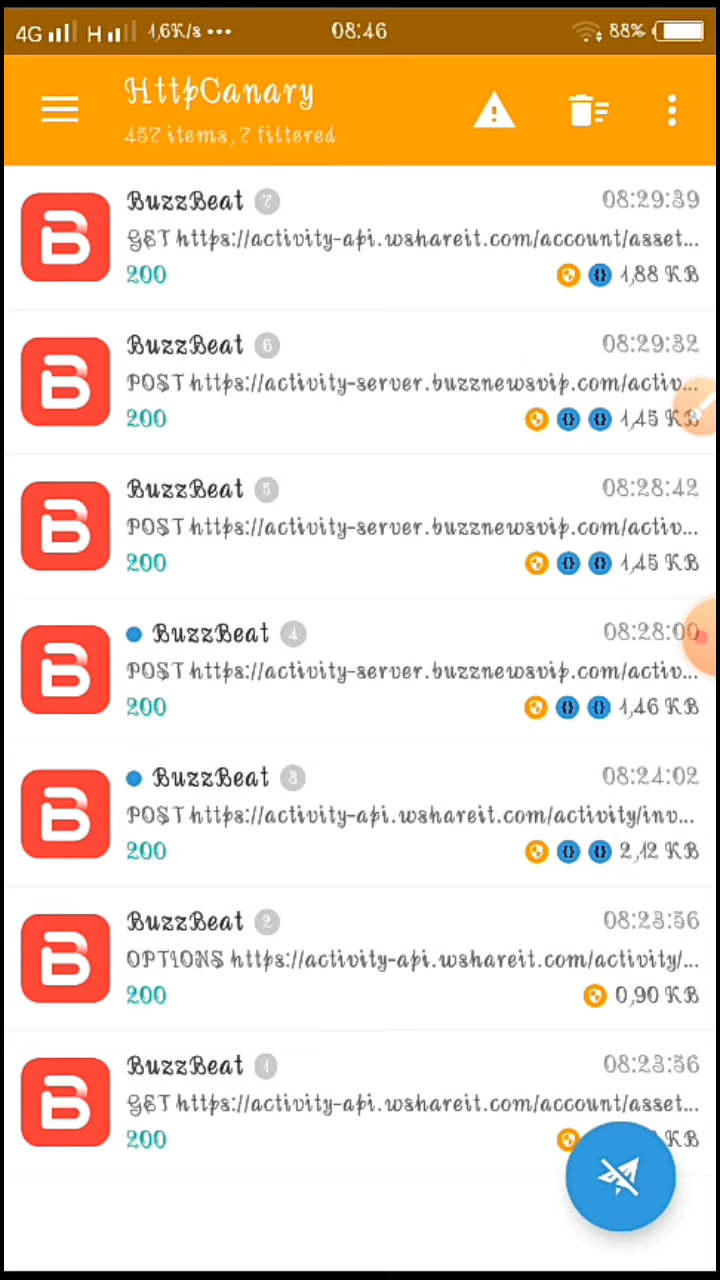 4G H 1,6K/s ••• 08:46 88%
HttpCanary
457 items, 7 filtered
BuzzBeat 7 08:29:39
GET https://activity-api.wshareit.com/account/asset...
200 1,88 KB
BuzzBeat 6 08:29:32
POST https://activity-server.buzznewsvip.com/activ...
200 1,45 KB
BuzzBeat 5 08:28:42
POST https://activity-server.buzznewsvip.com/activ...
200 1,45 KB
BuzzBeat 4 08:28:00
POST https://activity-server.buzznewsvip.com/activ...
200 1,46 KB
BuzzBeat 3 08:24:02
POST https://activity-api.wshareit.com/activity/inv...
200 2,12 KB
BuzzBeat 2 08:23:56
OPTIONS https://activity-api.wshareit.com/activity/...
200 0,90 KB
BuzzBeat 1 08:23:56
GET https://activity-api.wshareit.com/account/asset...
200 KB